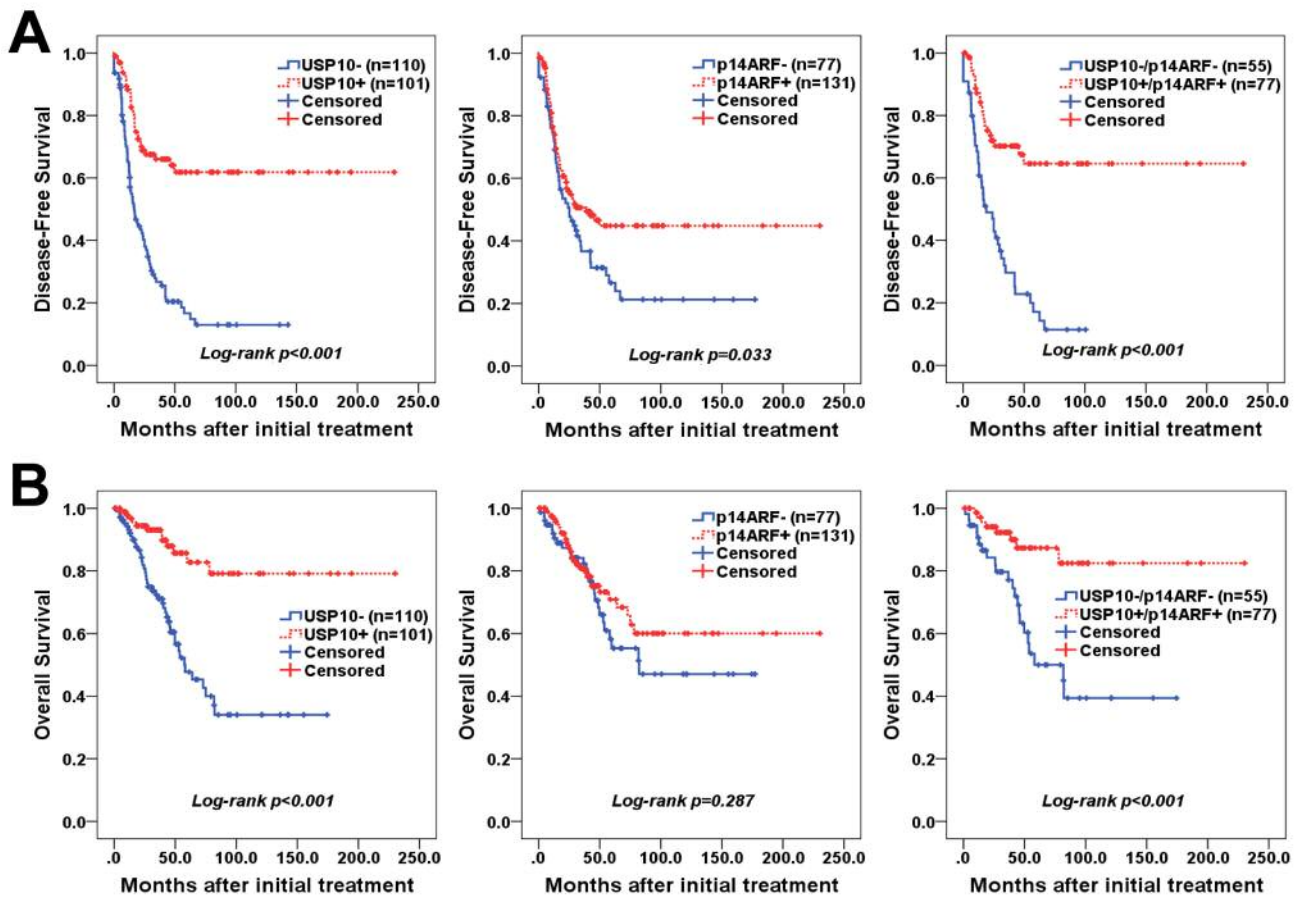 A
1.0
0.8
0.6
0.4
0.2
0.0
Disease-Free Survival
USP10- (n=110)
USP10+ (n=101)
Censored
Censored
Log-rank p<0.001
.0 50.0 100.0 150.0 200.0 250.0
Months after initial treatment
1.0
0.8
0.6
0.4
0.2
0.0
Disease-Free Survival
p14ARF- (n=77)
p14ARF+ (n=131)
Censored
Censored
Log-rank p=0.033
.0 50.0 100.0 150.0 200.0 250.0
Months after initial treatment
1.0
0.8
0.6
0.4
0.2
0.0
Disease-Free Survival
USP10-/p14ARF- (n=55)
USP10+/p14ARF+ (n=77)
Censored
Censored
Log-rank p<0.001
.0 50.0 100.0 150.0 200.0 250.0
Months after initial treatment
B
1.0
0.8
0.6
0.4
0.2
0.0
Overall Survival
USP10- (n=110)
USP10+ (n=101)
Censored
Censored
Log-rank p<0.001
.0 50.0 100.0 150.0 200.0 250.0
Months after initial treatment
1.0
0.8
0.6
0.4
0.2
0.0
Overall Survival
p14ARF- (n=77)
p14ARF+ (n=131)
Censored
Censored
Log-rank p=0.287
.0 50.0 100.0 150.0 200.0 250.0
Months after initial treatment
1.0
0.8
0.6
0.4
0.2
0.0
Overall Survival
USP10-/p14ARF- (n=55)
USP10+/p14ARF+ (n=77)
Censored
Censored
Log-rank p<0.001
.0 50.0 100.0 150.0 200.0 250.0
Months after initial treatment